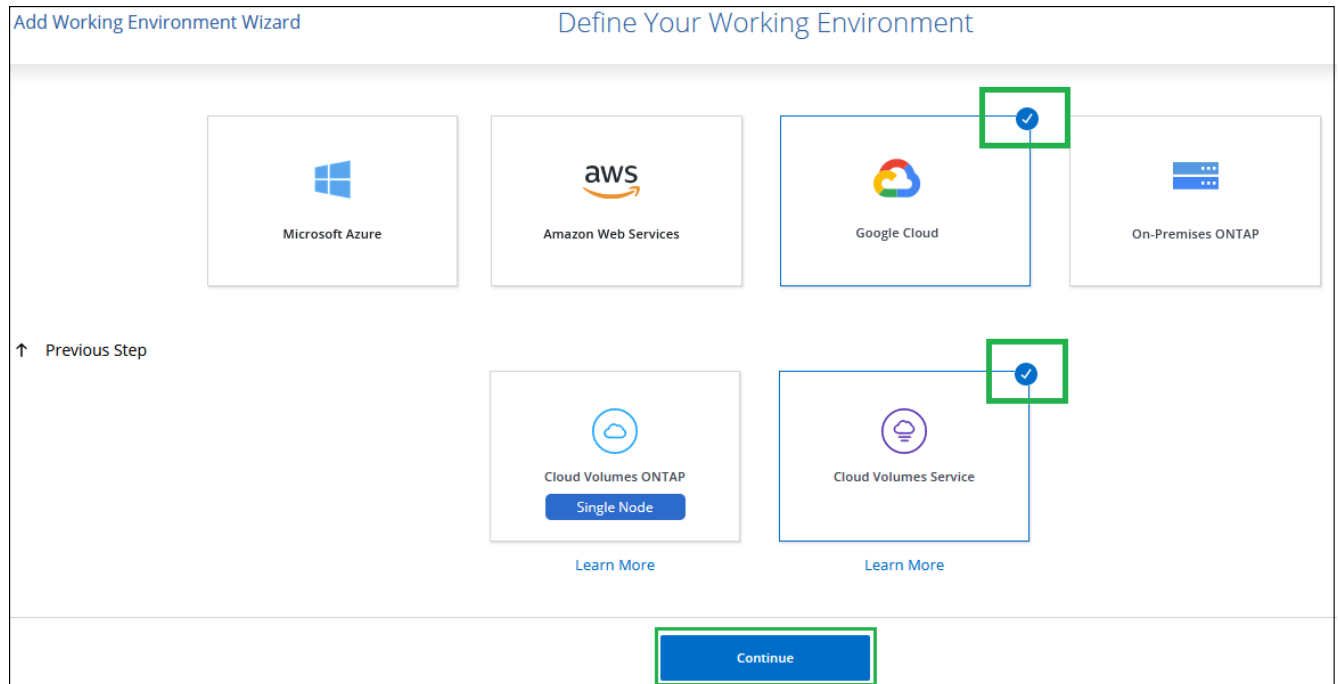 Add Working Environment Wizard
Define Your Working Environment
aws
Microsoft Azure
Amazon Web Services
Google Cloud
On-Premises ONTAP
↑ Previous Step
Cloud Volumes ONTAP
Single Node
Cloud Volumes Service
Learn More
Learn More
Continue